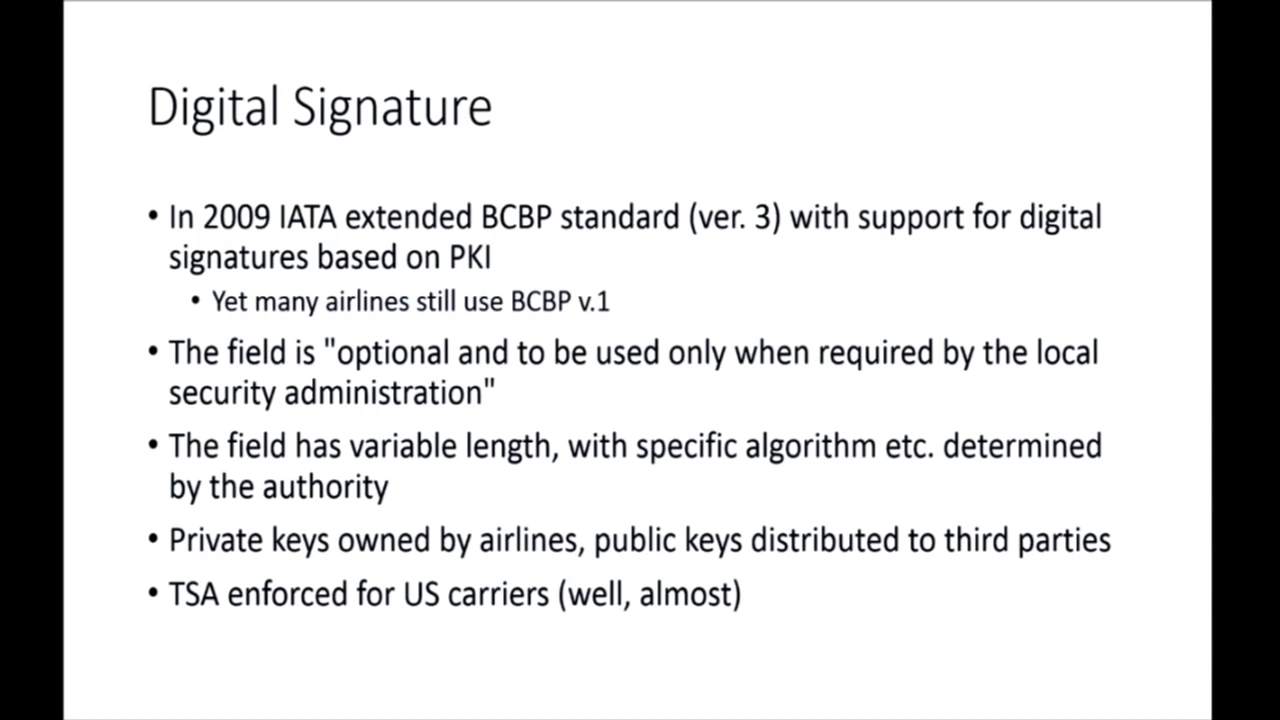 Digital Signature
• In 2009 IATA extended BCBP standard (ver. 3) with support for digital
signatures based on PKI
• Yet many airlines still use BCBP v.1
• The field is "optional and to be used only when required by the local
security administration"
• The field has variable length, with specific algorithm etc. determined
by the authority
• Private keys owned by airlines, public keys distributed to third parties
• TSA enforced for US carriers (well, almost)